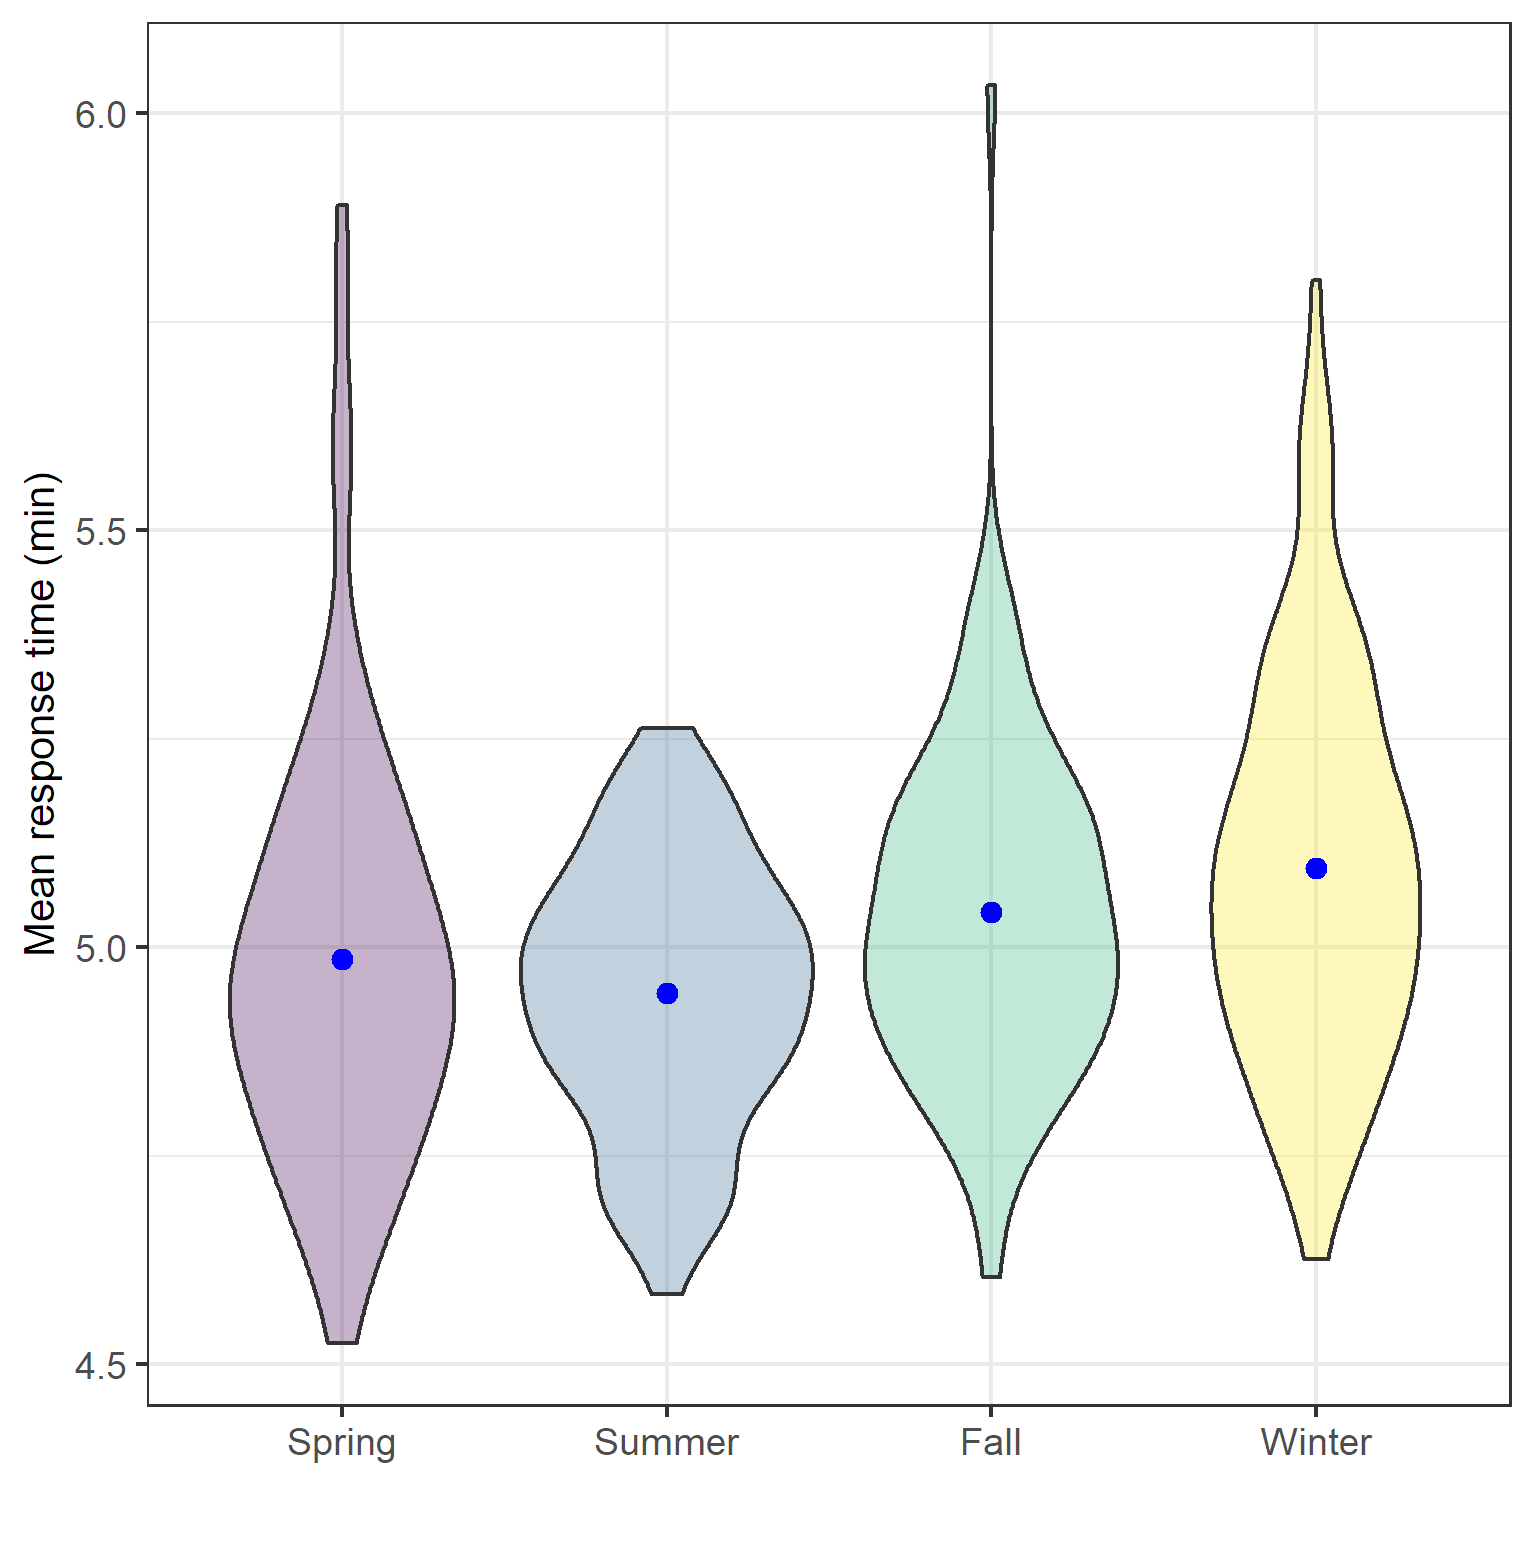 Mean response time (min)
6.0
5.5
5.0
4.5
Spring
Summer
Fall
Winter